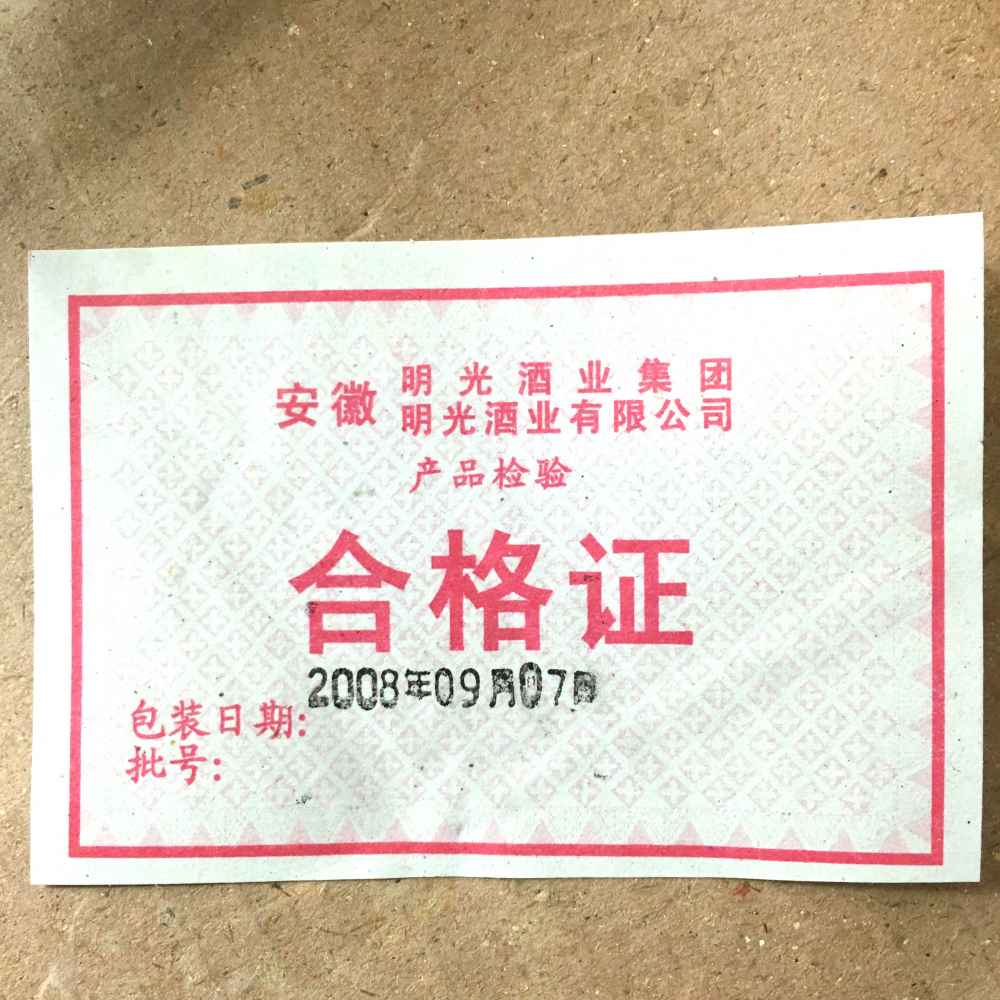 安徽 明光酒业集团
明光酒业有限公司
产品检验
合格证
2008年09月07日
包装日期:
批号: